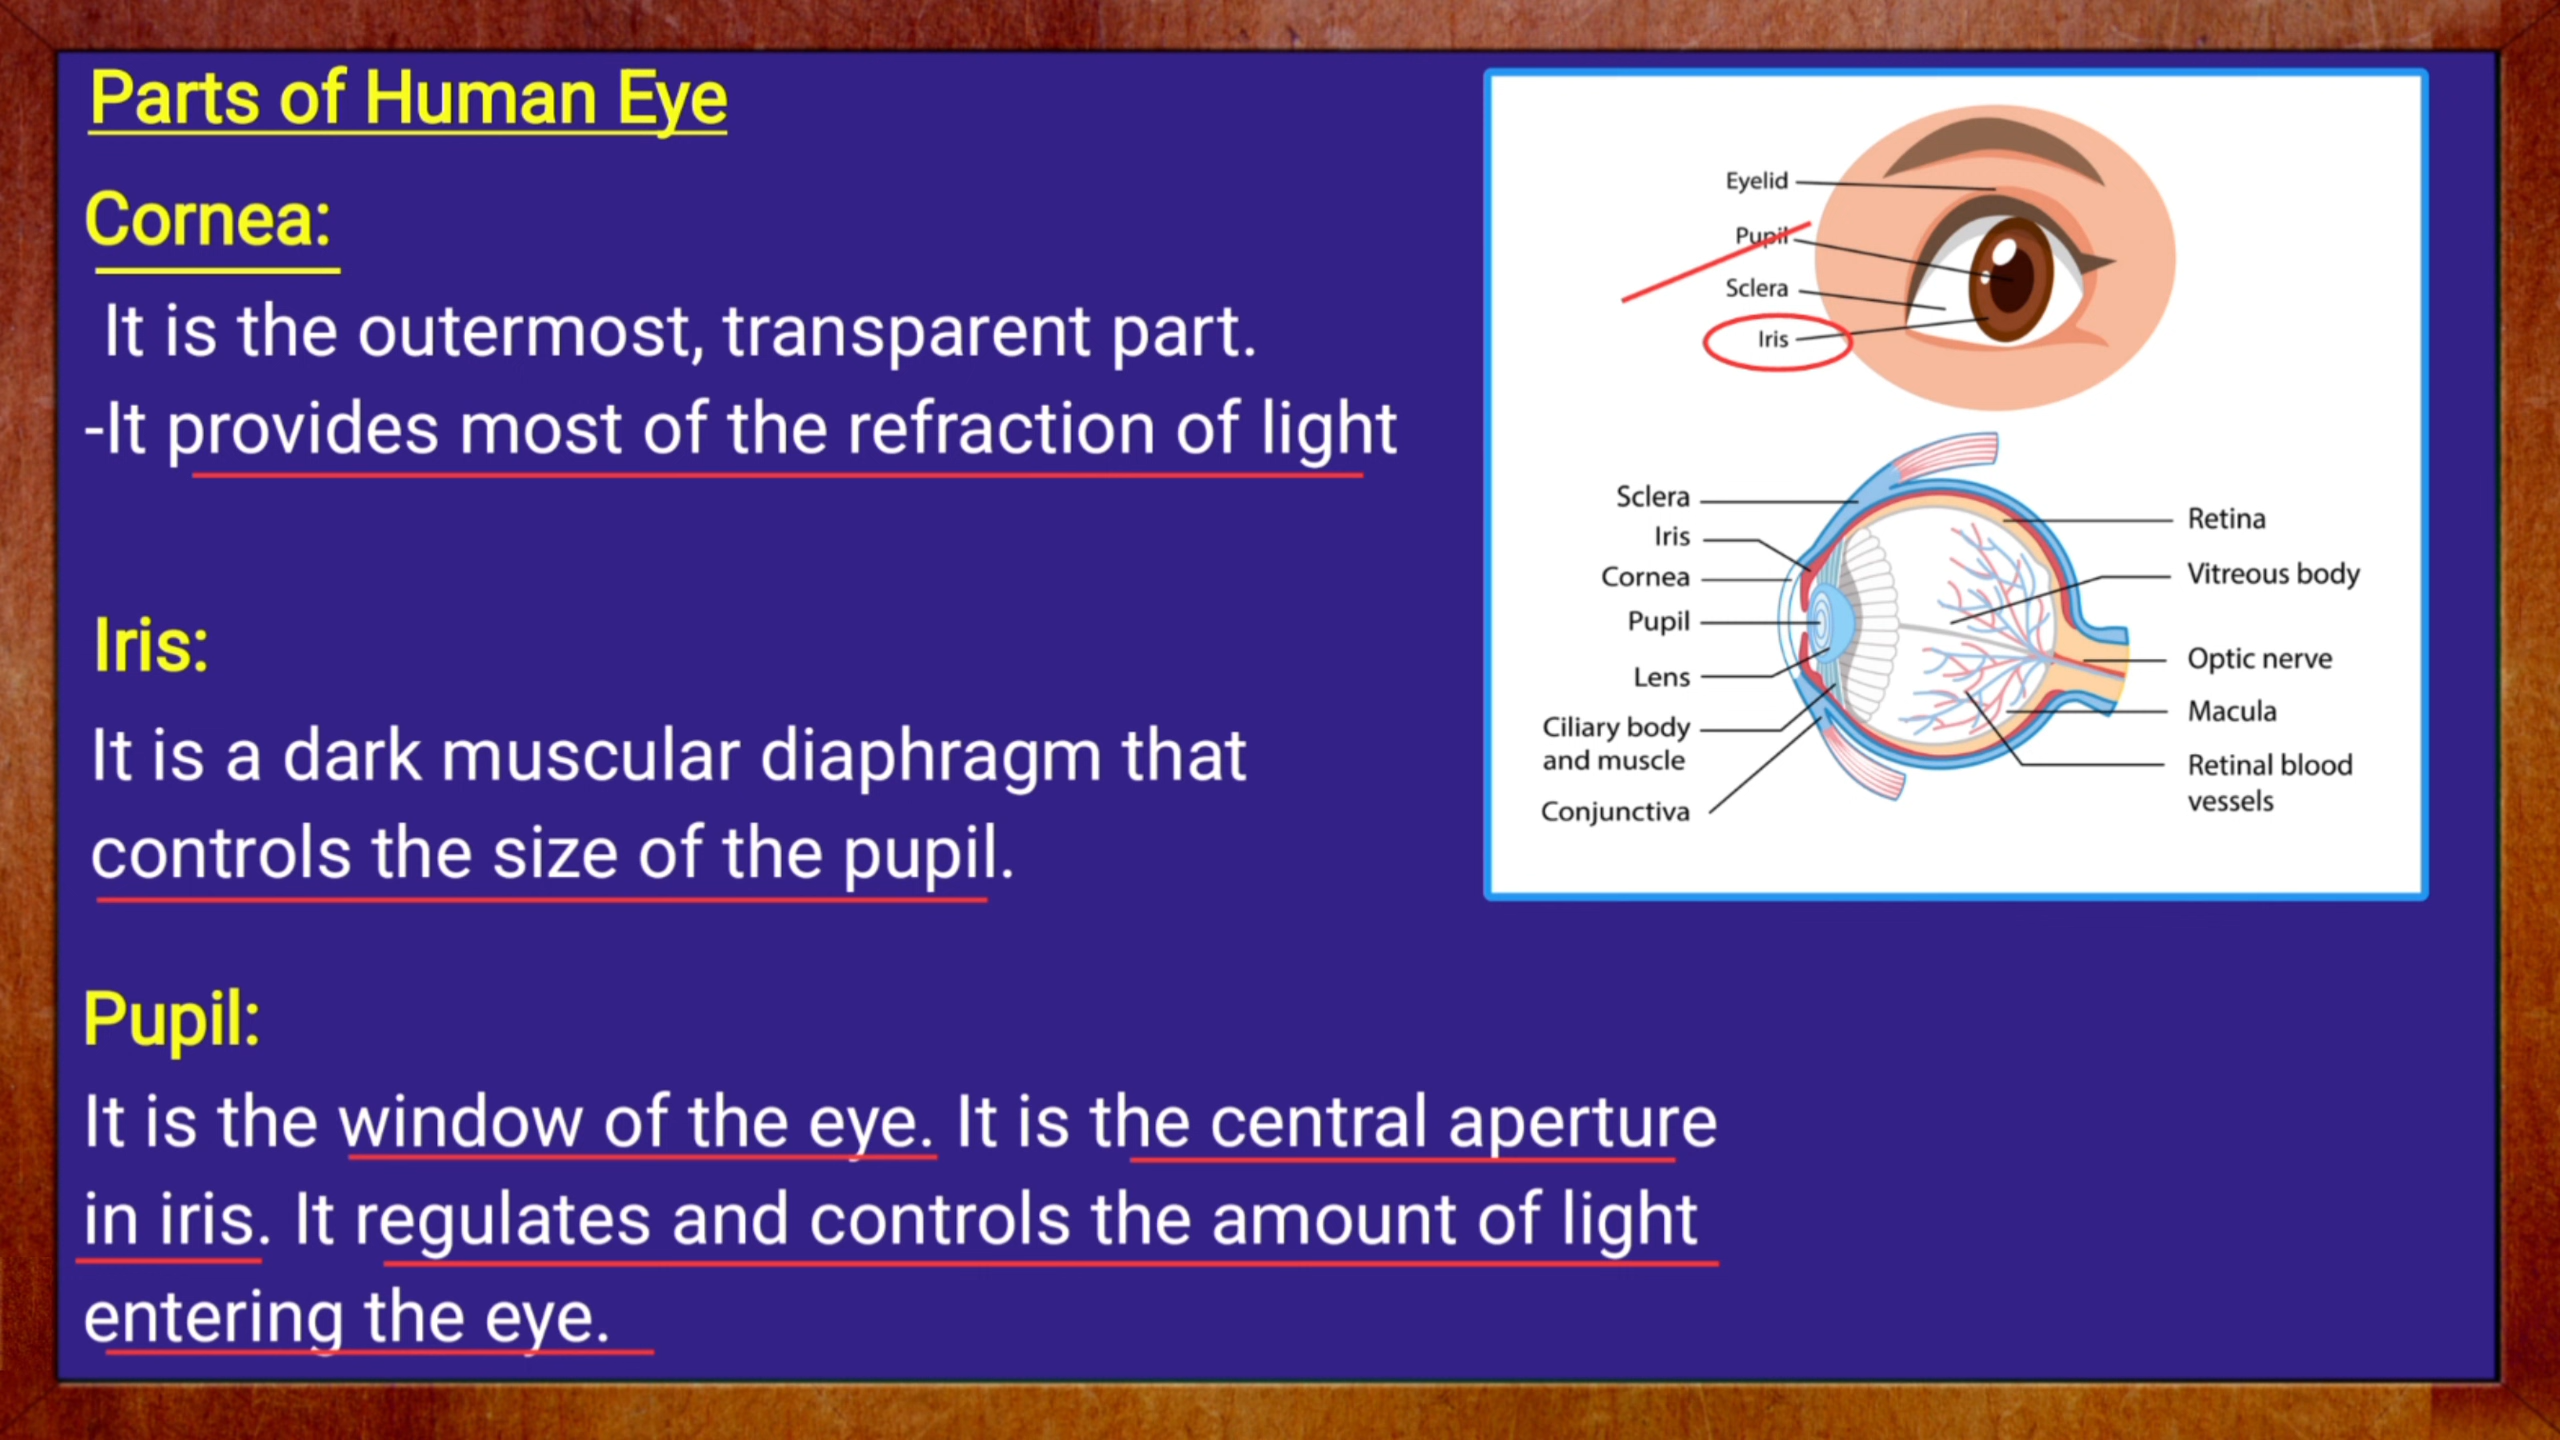 Parts of Human Eye
Cornea:
It is the outermost, transparent part.
-It provides most of the refraction of light
Iris:
It is a dark muscular diaphragm that
controls the size of the pupil.
Pupil:
It is the window of the eye. It is the central aperture
in iris. It regulates and controls the amount of light
entering the eye.
Eyelid
Pupil
Sclera
Iris
Sclera
Iris
Cornea
Pupil
Lens
Ciliary body
and muscle
Conjunctiva
Retina
Vitreous body
Optic nerve
Macula
Retinal blood
vessels